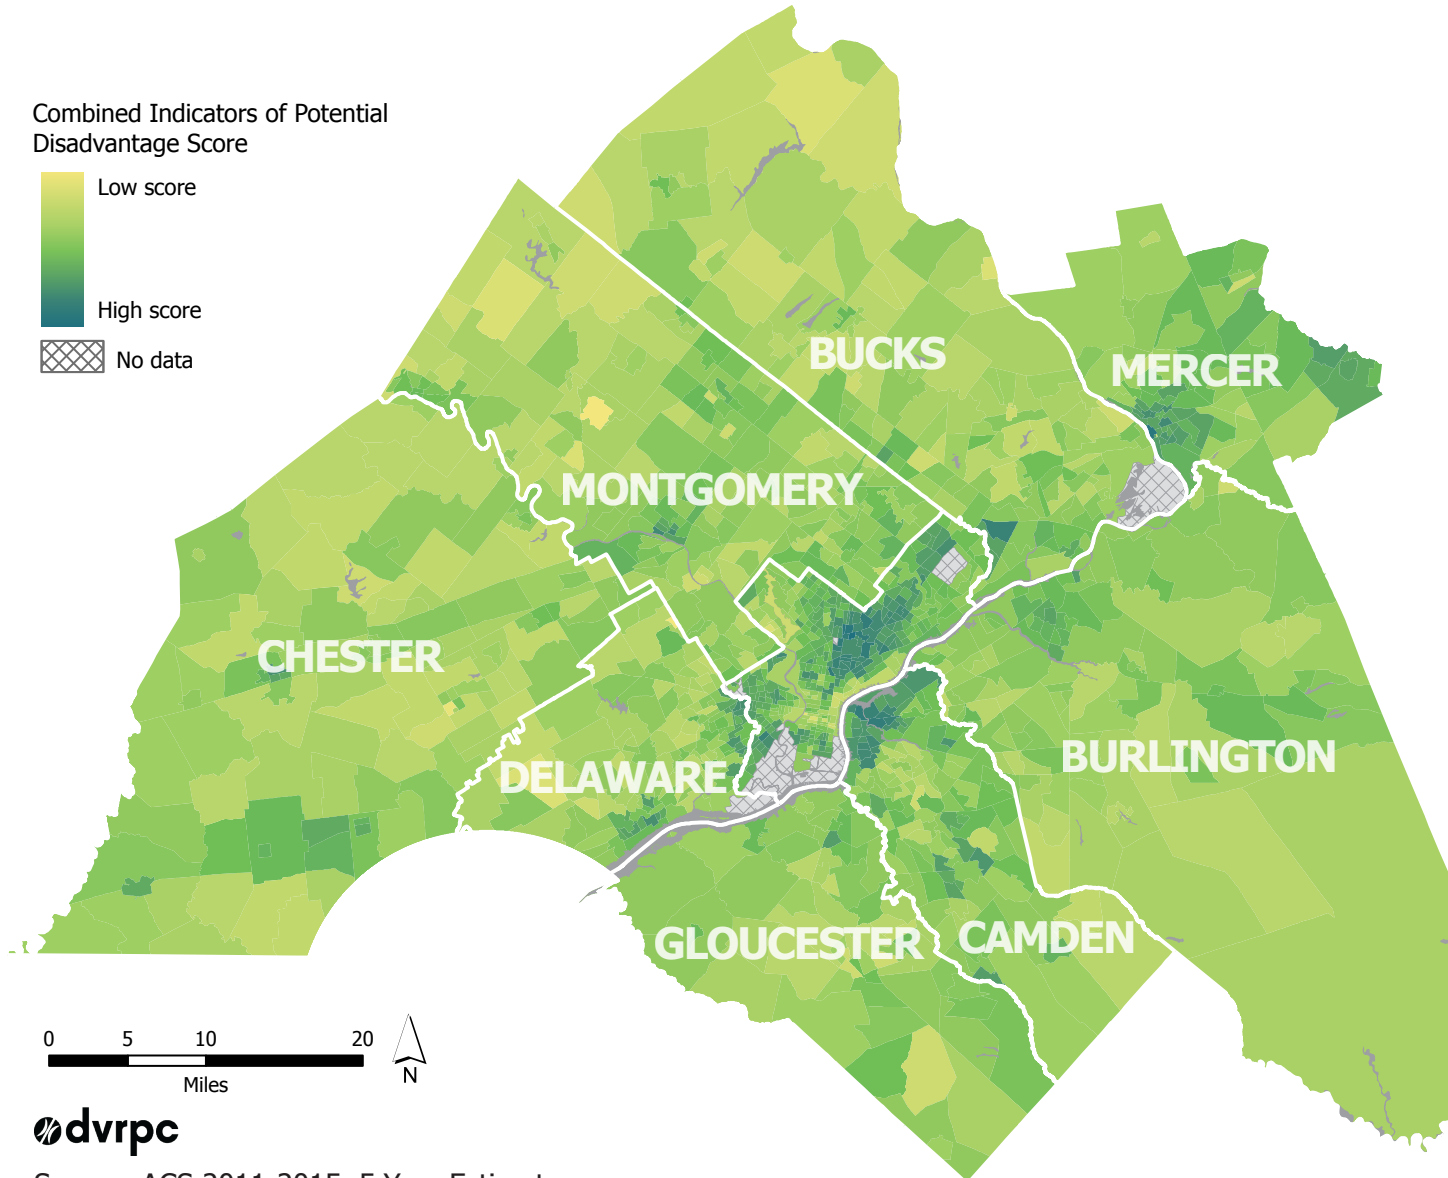 Combined Indicators of Potential
Disadvantage Score
Low score
High score
No data
BUCKS
MERCER
MONTGOMERY
CHESTER
DELAWARE
BURLINGTON
GLOUCESTER
CAMDEN
0 5 10 20
Miles
N
dvrpc